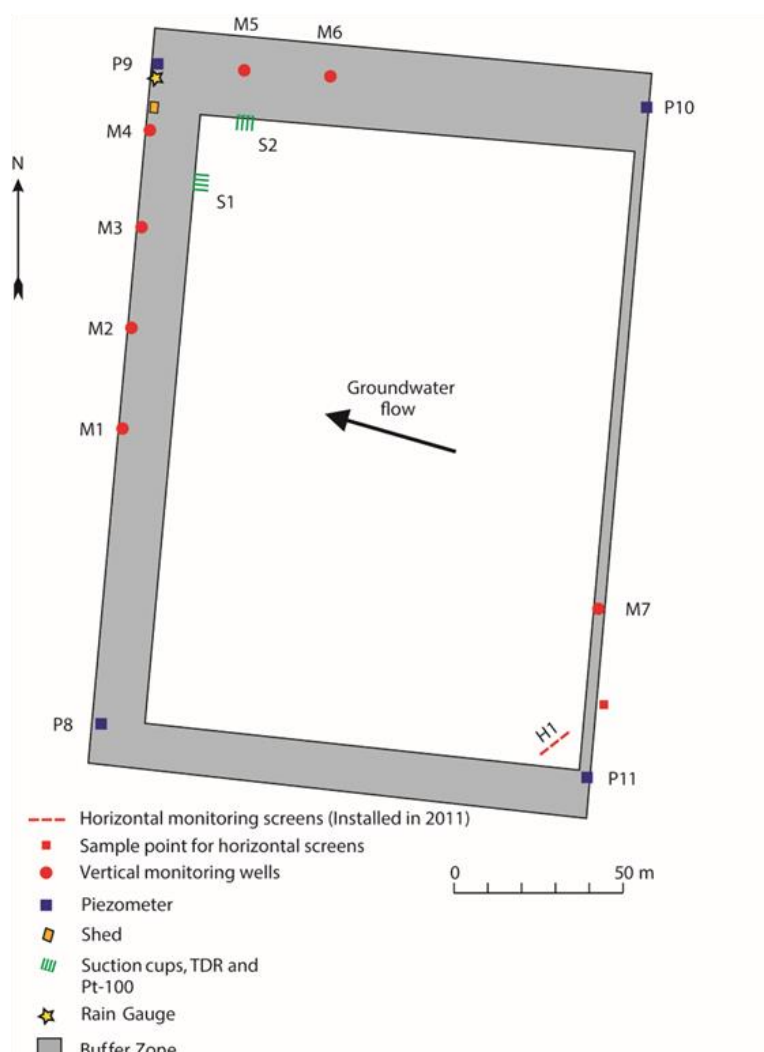 M5
M6
P9
P10
M4
S2
N
S1
M3
M2
Groundwater
flow
M1
M7
H1
P8
P11
Horizontal monitoring screens (Installed in 2011)
Sample point for horizontal screens
0 50 m
Vertical monitoring wells
Piezometer
Shed
Suction cups, TDR and
Pt-100
Rain Gauge
Buffer Zone